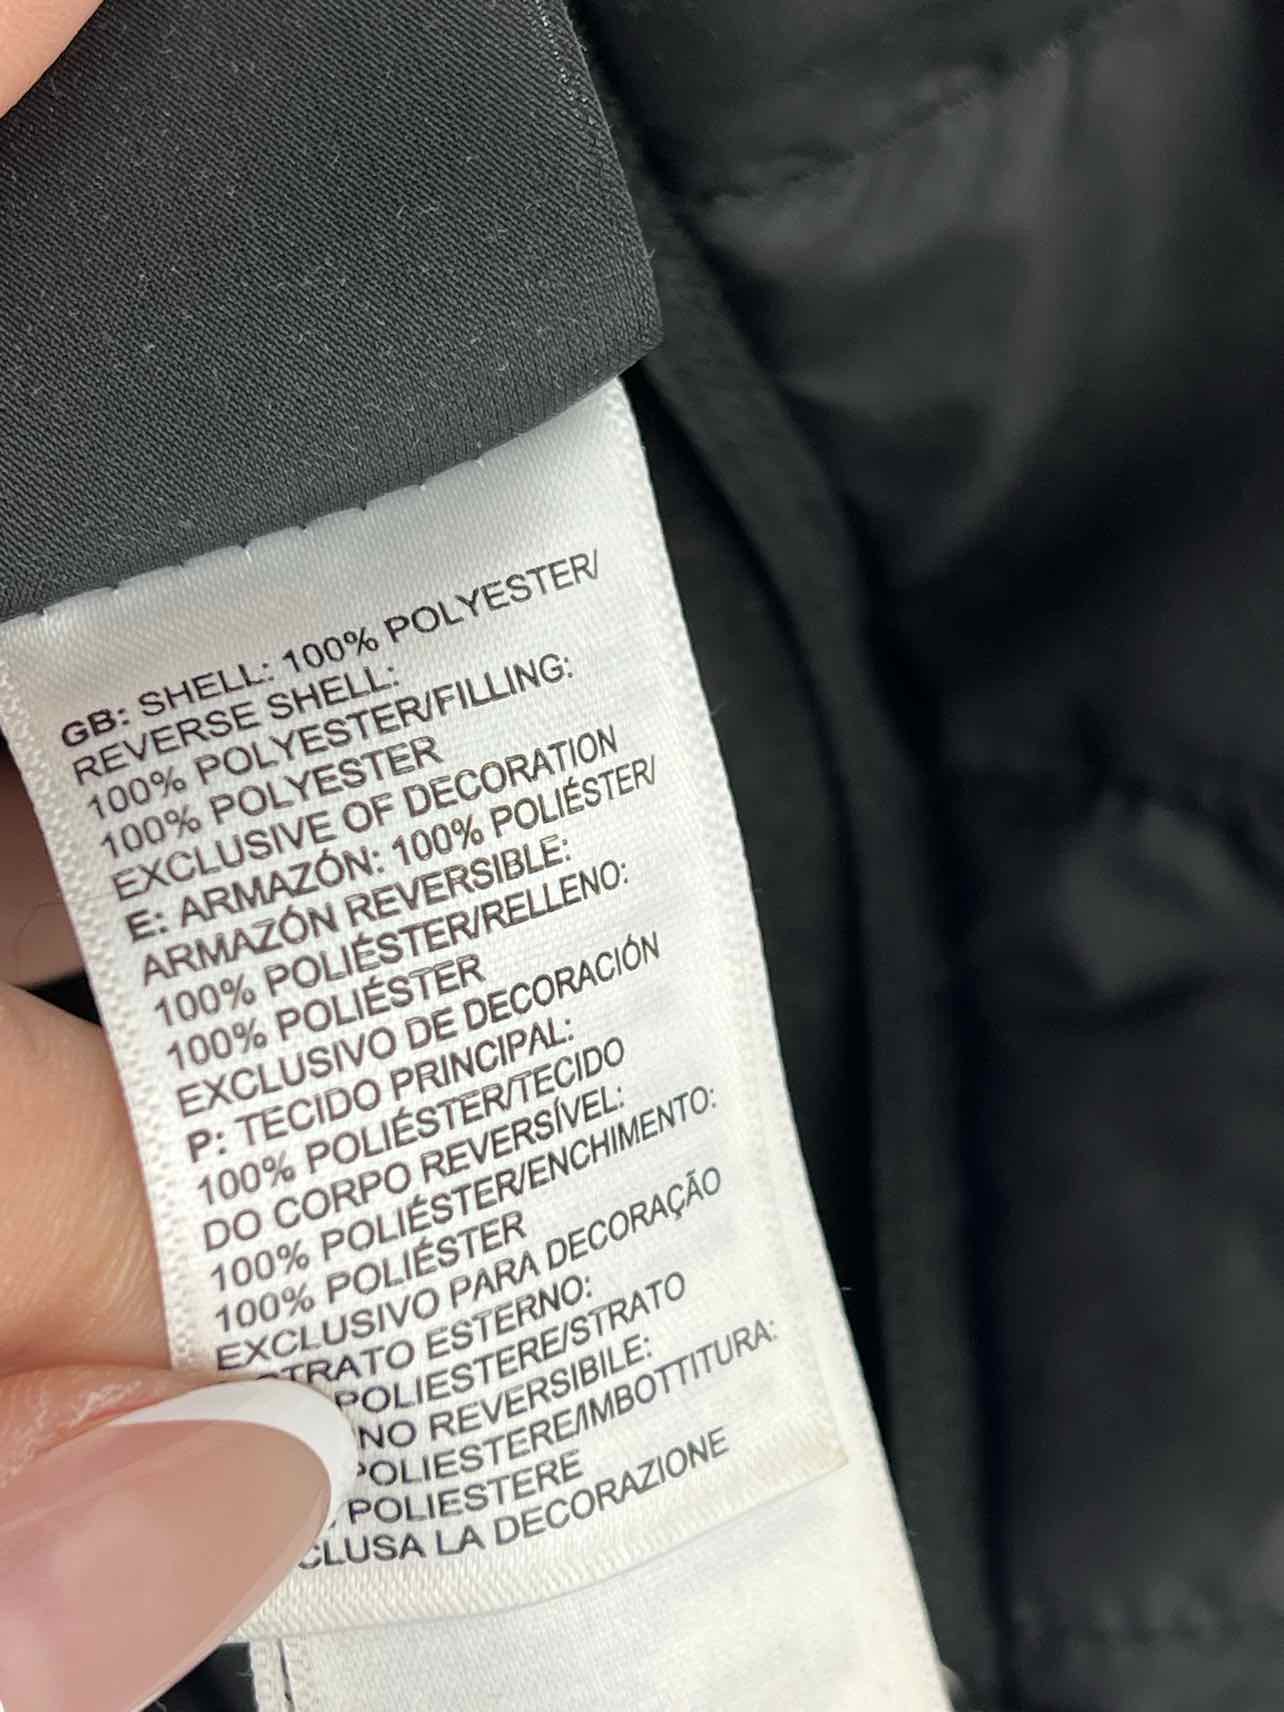 GB: SHELL: 100% POLYESTER/
REVERSE SHELL:
100% POLYESTER/FILLING:
100% POLYESTER
EXCLUSIVE OF DECORATION
E: ARMAZÓN: 100% POLIÉSTER/
ARMAZÓN REVERSIBLE:
100% POLIÉSTER/RELLENO:
100% POLIÉSTER
EXCLUSIVO DE DECORACIÓN
P: TECIDO PRINCIPAL:
100% POLIÉSTER/TECIDO
DO CORPO REVERSÍVEL:
100% POLIÉSTER/ENCHIMENTO:
100% POLIÉSTER
EXCLUSIVO PARA DECORAÇÃO
TRATO ESTERNO:
POLIESTERE/STRATO
NO REVERSIBILE:
POLIESTERE/IMBOTTITURA:
POLIESTERE
CLUSA LA DECORAZIONE